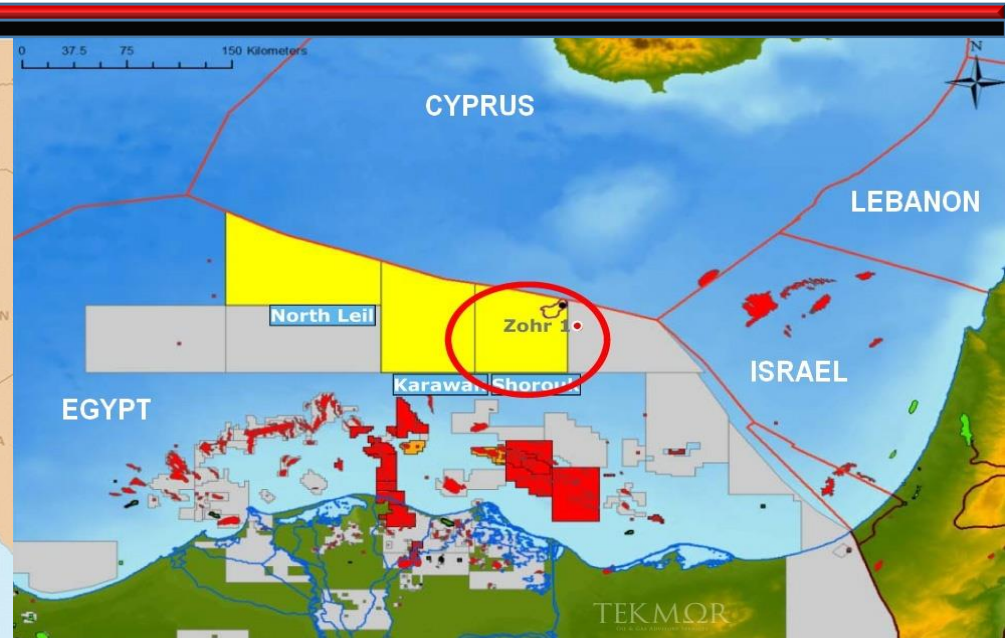 0 37.5 75 150 Kilometers
N
CYPRUS
LEBANON
North Leil
Zohr 1
ISRAEL
Karawan Shorouk
EGYPT
TEKMOR